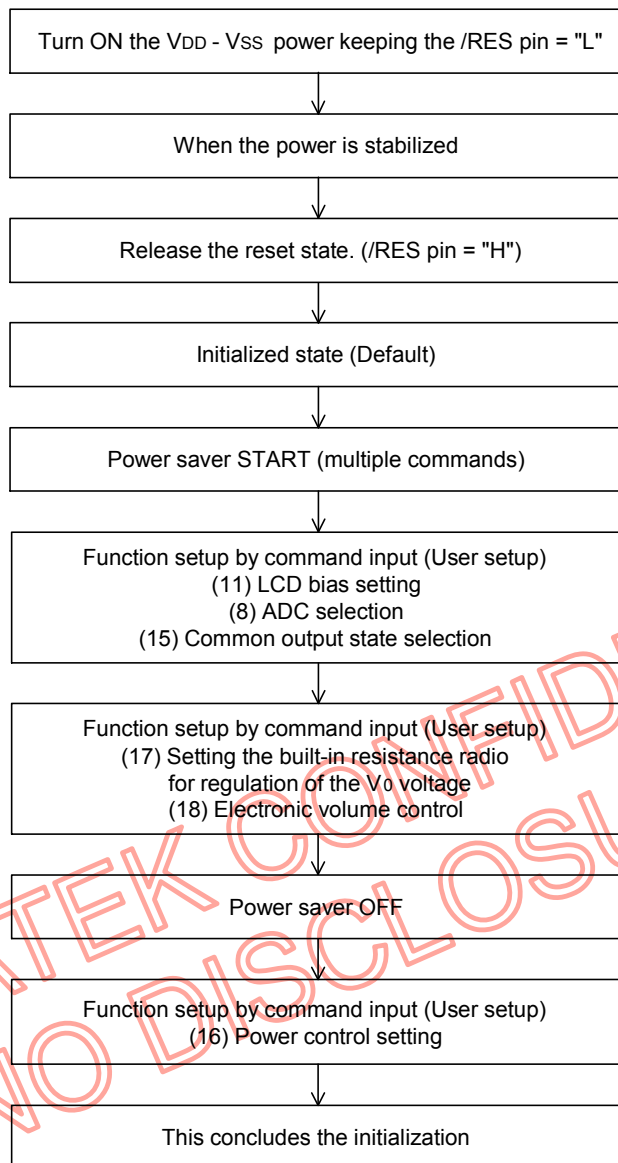 Turn ON the VDD - VSS power keeping the /RES pin = "L"
When the power is stabilized
Release the reset state. (/RES pin = "H")
Initialized state (Default)
Power saver START (multiple commands)
Function setup by command input (User setup)
(11) LCD bias setting
(8) ADC selection
(15) Common output state selection
Function setup by command input (User setup)
(17) Setting the built-in resistance radio
for regulation of the V0 voltage
(18) Electronic volume control
Power saver OFF
Function setup by command input (User setup)
(16) Power control setting
This concludes the initialization
ATEK CONFID
NO DISCLOSU